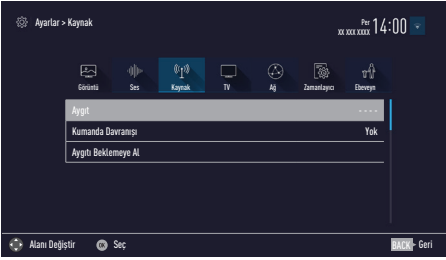 Ayarlar > Kaynak
Per
xx xxx xxxx
14:00
Görüntü
Ses
Kaynak
TV
Ağ
Zamanlayıcı
Ebeveyn
Aygıt - - - -
Kumanda Davranışı Yok
Aygıtı Beklemeye Al
Alanı Değiştir
OK Seç
BACK Geri